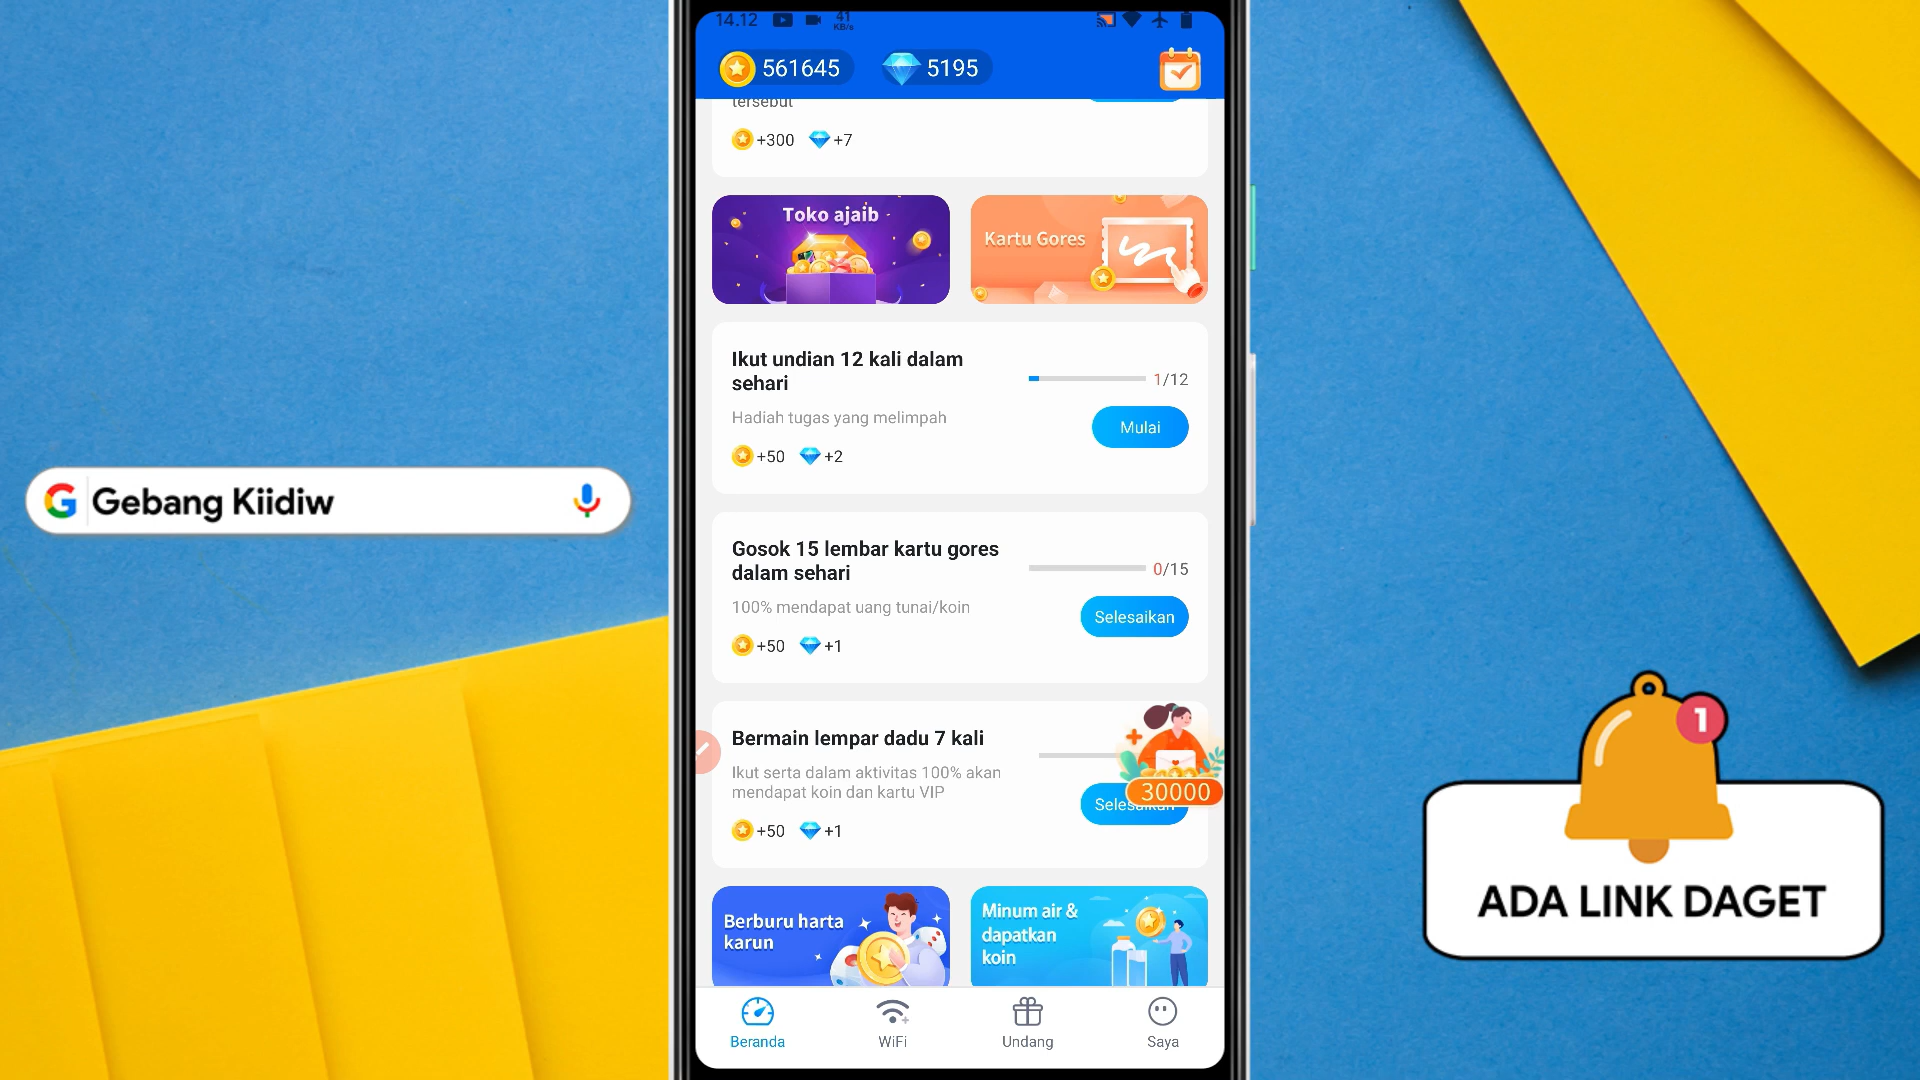 14.12
41
KB/s
561645
5195
tersebut
+300
+7
Toko ajaib
Kartu Gores
Ikut undian 12 kali dalam
sehari
1/12
Hadiah tugas yang melimpah
Mulai
+50
+2
Gosok 15 lembar kartu gores
dalam sehari
0/15
100% mendapat uang tunai/koin
Selesaikan
+50
+1
Bermain lempar dadu 7 kali
Ikut serta dalam aktivitas 100% akan
mendapat koin dan kartu VIP
30000
Selesaikan
+50
+1
Berburu harta
karun
Minum air &
dapatkan
koin
Beranda
WiFi
Undang
Saya
G Gebang Kiidiw
1
ADA LINK DAGET